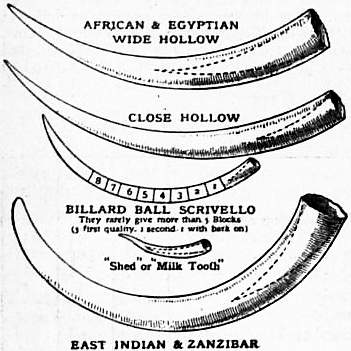 AFRICAN & EGYPTIAN
WIDE HOLLOW
CLOSE HOLLOW
8 7 6 5 4 3 2 1
BILLARD BALL SCRIVELLO
They rarely give more than 5 Blocks
(3 first quality. 1 second. 1 with bark on)
"Shed" or "Milk Tooth"
EAST INDIAN & ZANZIBAR